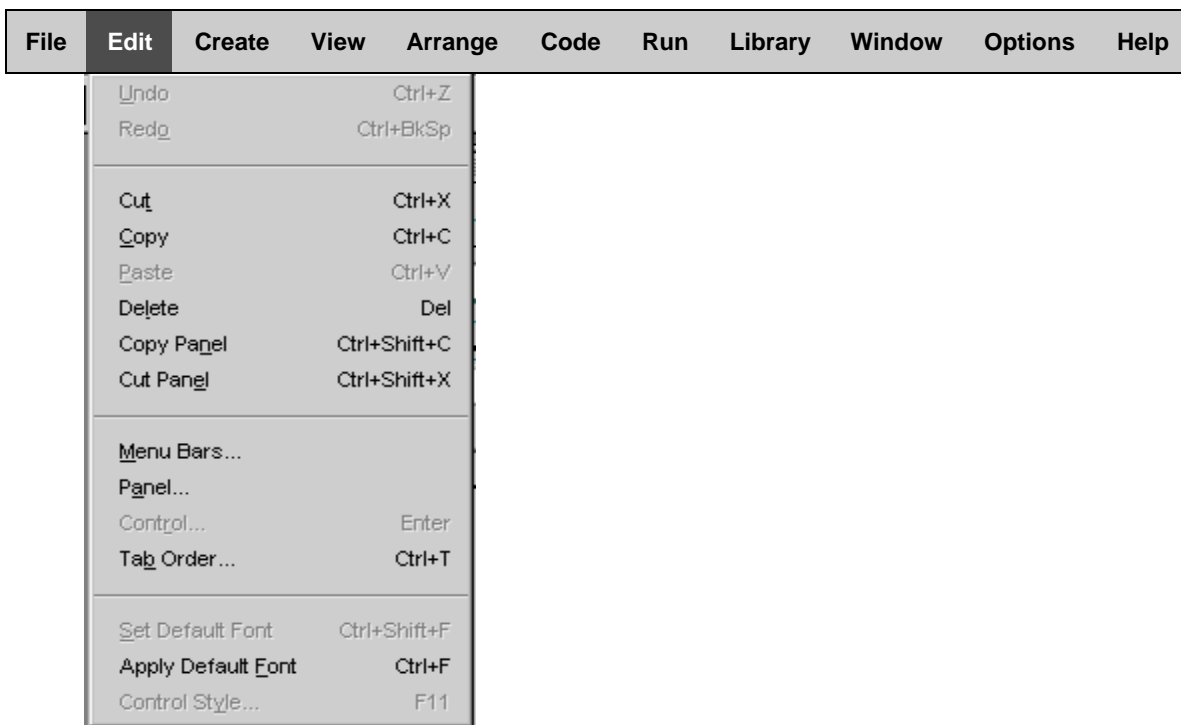 File Edit Create View Arrange Code Run Library Window Options Help
Undo Ctrl+Z
Redo Ctrl+BkSp
Cut Ctrl+X
Copy Ctrl+C
Paste Ctrl+V
Delete Del
Copy Panel Ctrl+Shift+C
Cut Panel Ctrl+Shift+X
Menu Bars...
Panel...
Control... Enter
Tab Order... Ctrl+T
Set Default Font Ctrl+Shift+F
Apply Default Font Ctrl+F
Control Style... F11